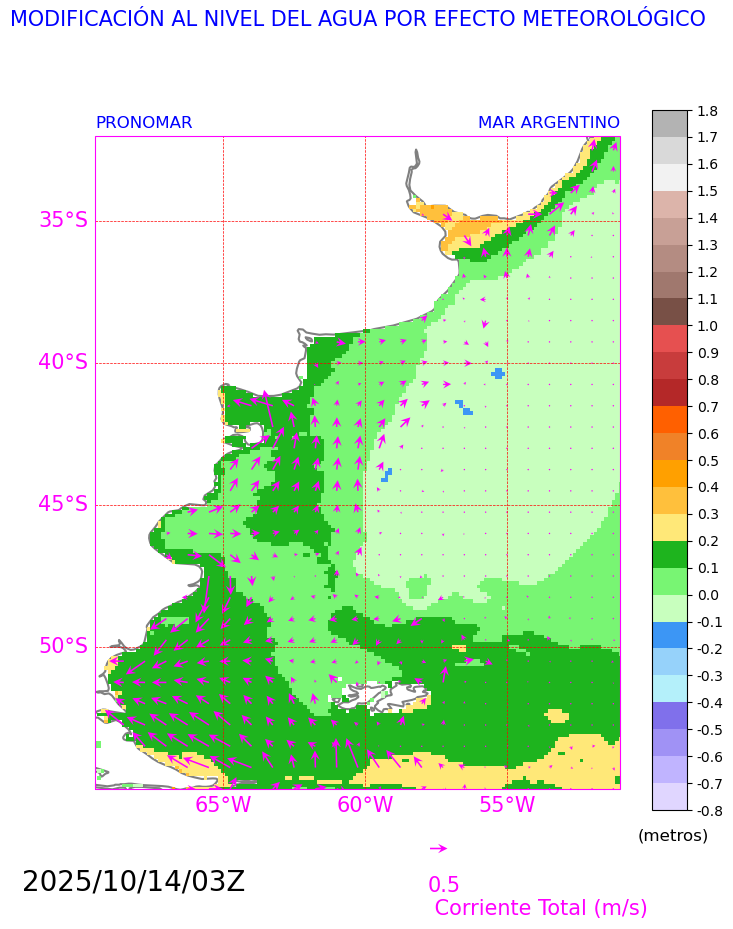 MODIFICACIÓN AL NIVEL DEL AGUA POR EFECTO METEOROLÓGICO
PRONOMAR
MAR ARGENTINO
35°S
40°S
45°S
50°S
65°W
60°W
55°W
1.8
1.7
1.6
1.5
1.4
1.3
1.2
1.1
1.0
0.9
0.8
0.7
0.6
0.5
0.4
0.3
0.2
0.1
0.0
-0.1
-0.2
-0.3
-0.4
-0.5
-0.6
-0.7
-0.8
(metros)
2025/10/14/03Z
0.5
Corriente Total (m/s)